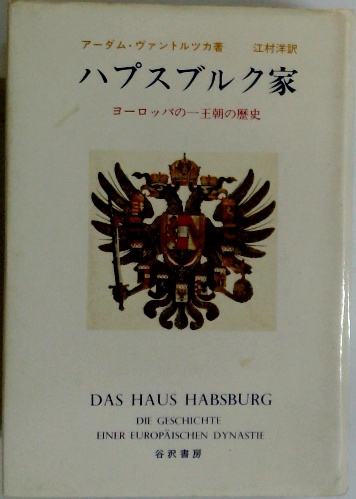 アーダム・ヴァントルツカ著 江村洋訳
ハプスブルク家
ヨーロッパの一王朝の歴史
DAS HAUS HABSBURG
DIE GESCHICHTE
EINER EUROPÄISCHEN DYNASTIE
谷沢書房